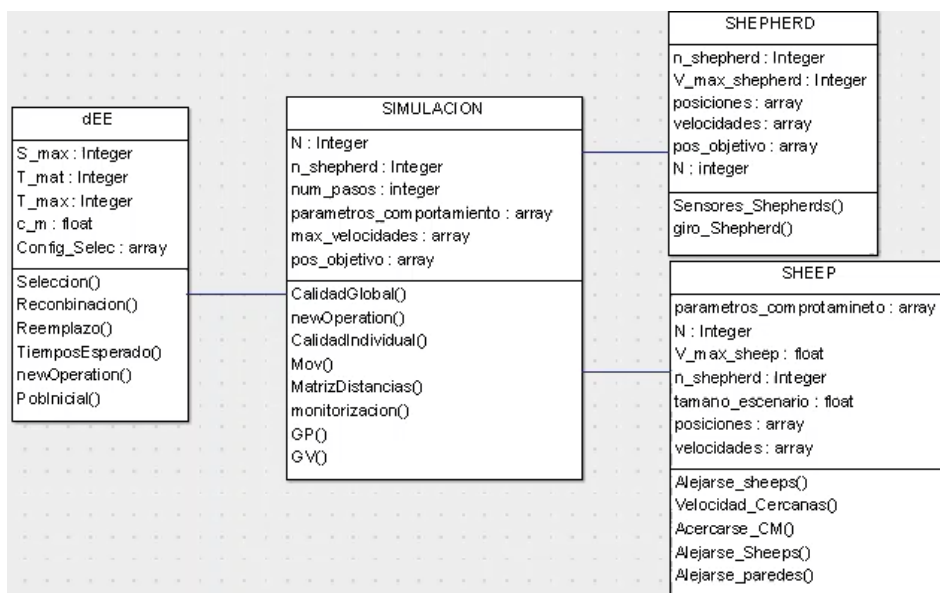 dEE
S_max : Integer
T_mat : Integer
T_max : Integer
c_m : float
Config_Selec : array
Seleccion()
Reconbinacion()
Reemplazo()
TiemposEsperado()
newOperation()
PobInicial()
SIMULACION
N : Integer
n_shepherd : Integer
num_pasos : integer
parametros_comportamiento : array
max_velocidades : array
pos_objetivo : array
CalidadGlobal()
newOperation()
CalidadIndividual()
Mov()
MatrizDistancias()
monitorizacion()
GP()
GV()
SHEPHERD
n_shepherd : Integer
V_max_shepherd : Integer
posiciones : array
velocidades : array
pos_objetivo : array
N : integer
Sensores_Shepherds()
giro_Shepherd()
SHEEP
parametros_comprotamineto : array
N : Integer
V_max_sheep : float
n_shepherd : Integer
tamano_escenario : float
posiciones : array
velocidades : array
Alejarse_sheeps()
Velocidad_Cercanas()
Acercarse_CM()
Alejarse_Sheeps()
Alejarse_paredes()